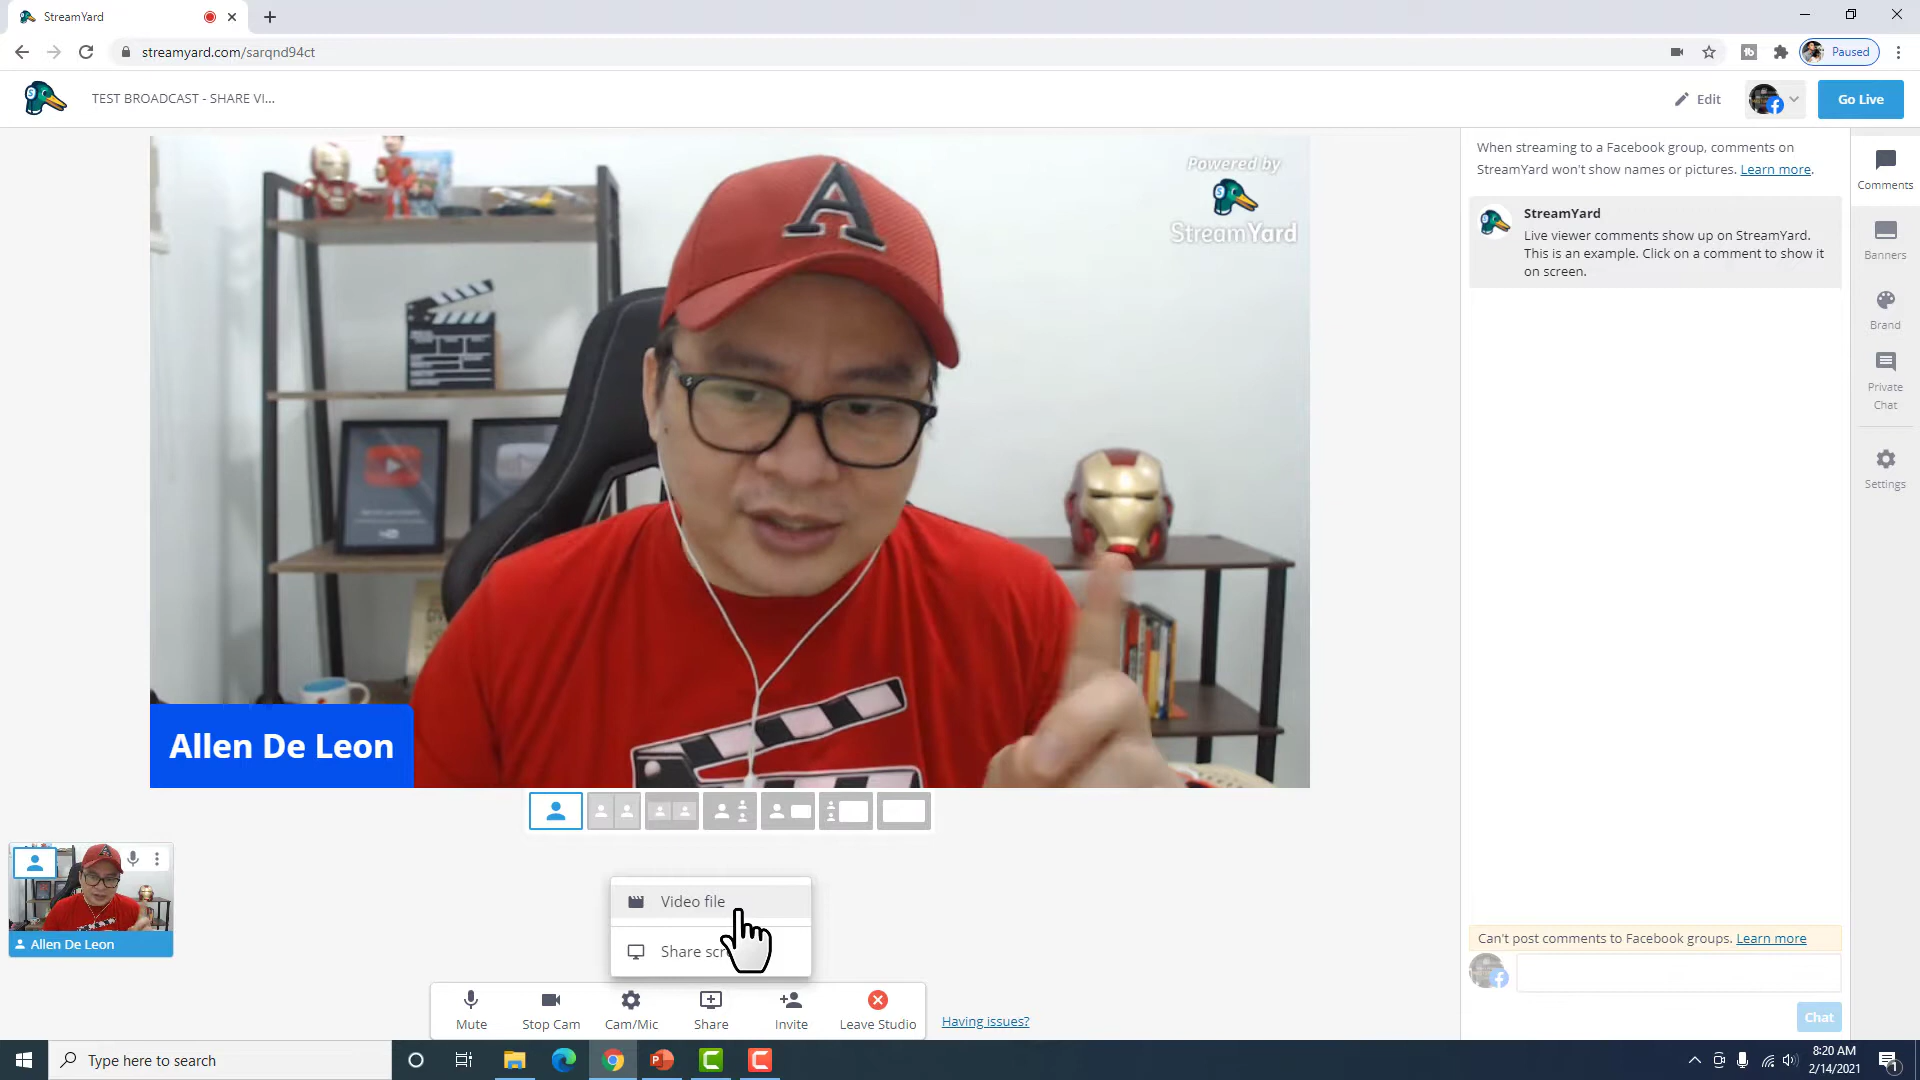 StreamYard
streamyard.com/sarqnd94ct
Paused
TEST BROADCAST - SHARE VI...
Edit
Go Live
Powered by
StreamYard
A
Allen De Leon
When streaming to a Facebook group, comments on
StreamYard won't show names or pictures. Learn more.
StreamYard
Live viewer comments show up on StreamYard.
This is an example. Click on a comment to show it
on screen.
Comments
Banners
Brand
Private
Chat
Settings
Allen De Leon
Video file
Share scr
Mute
Stop Cam
Cam/Mic
Share
Invite
Leave Studio
Having issues?
Can't post comments to Facebook groups. Learn more
Chat
Type here to search
8:20 AM
2/14/2021
1